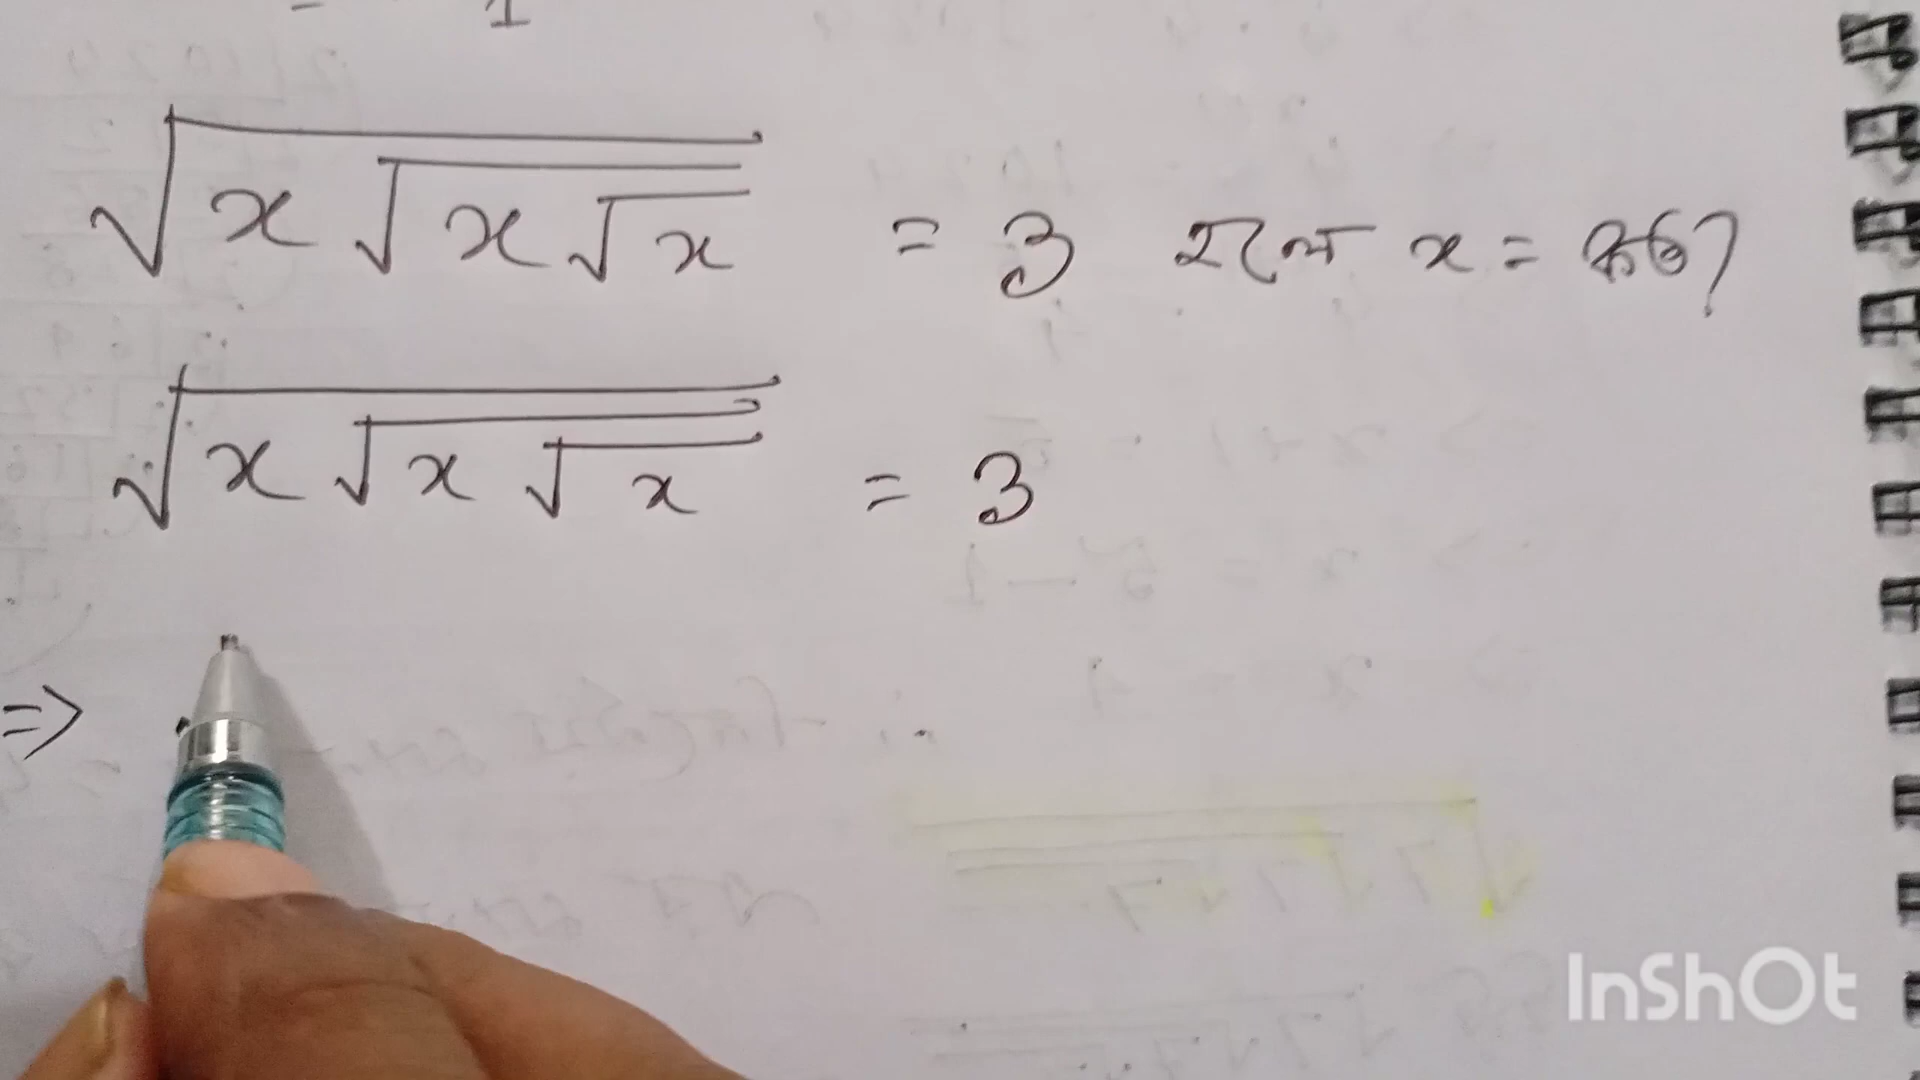 √(x√(x√x)) = 3 হলে x = কত?
√(x√(x√x)) = 3
⇒
InShOt